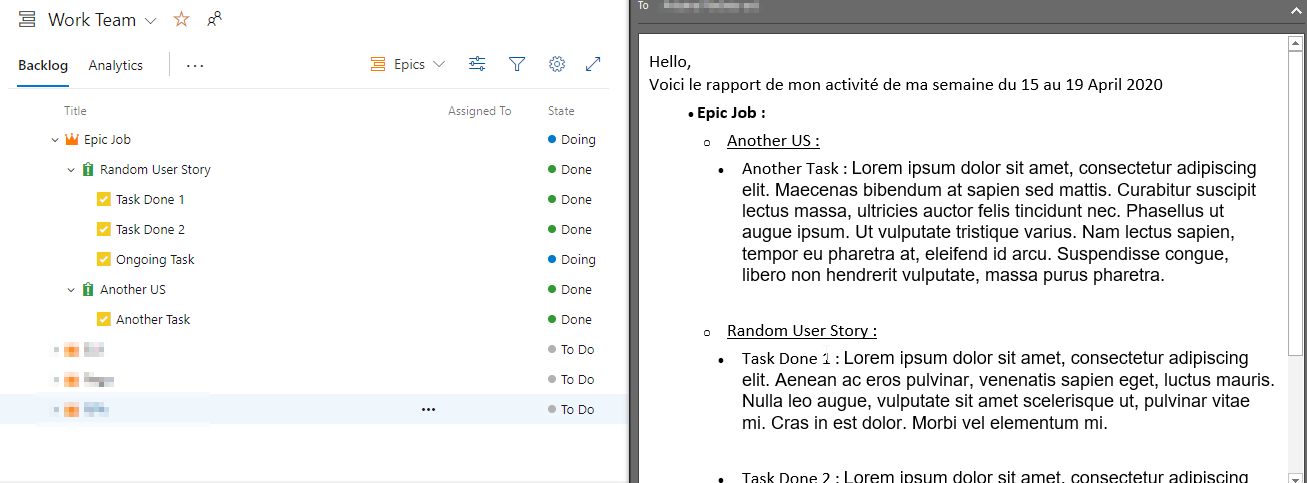 Work Team
Backlog
Analytics
Epics
Title
Assigned To
State
Epic Job
Doing
Random User Story
Done
Task Done 1
Done
Task Done 2
Done
Ongoing Task
Doing
Another US
Done
Another Task
Done
To Do
To Do
To Do
To
Hello,
Voici le rapport de mon activité de ma semaine du 15 au 19 April 2020
• Epic Job :
o Another US :
• Another Task : Lorem ipsum dolor sit amet, consectetur adipiscing
elit. Maecenas bibendum at sapien sed mattis. Curabitur suscipit
lectus massa, ultricies auctor felis tincidunt nec. Phasellus ut
augue ipsum. Ut vulputate tristique varius. Nam lectus sapien,
tempor eu pharetra at, eleifend id arcu. Suspendisse congue,
libero non hendrerit vulputate, massa purus pharetra.
o Random User Story :
• Task Done 1 : Lorem ipsum dolor sit amet, consectetur adipiscing
elit. Aenean ac eros pulvinar, venenatis sapien eget, luctus mauris.
Nulla leo augue, vulputate sit amet scelerisque ut, pulvinar vitae
mi. Cras in est dolor. Morbi vel elementum mi.
• Task Done 2 : Lorem ipsum dolor sit amet, consectetur adipiscing